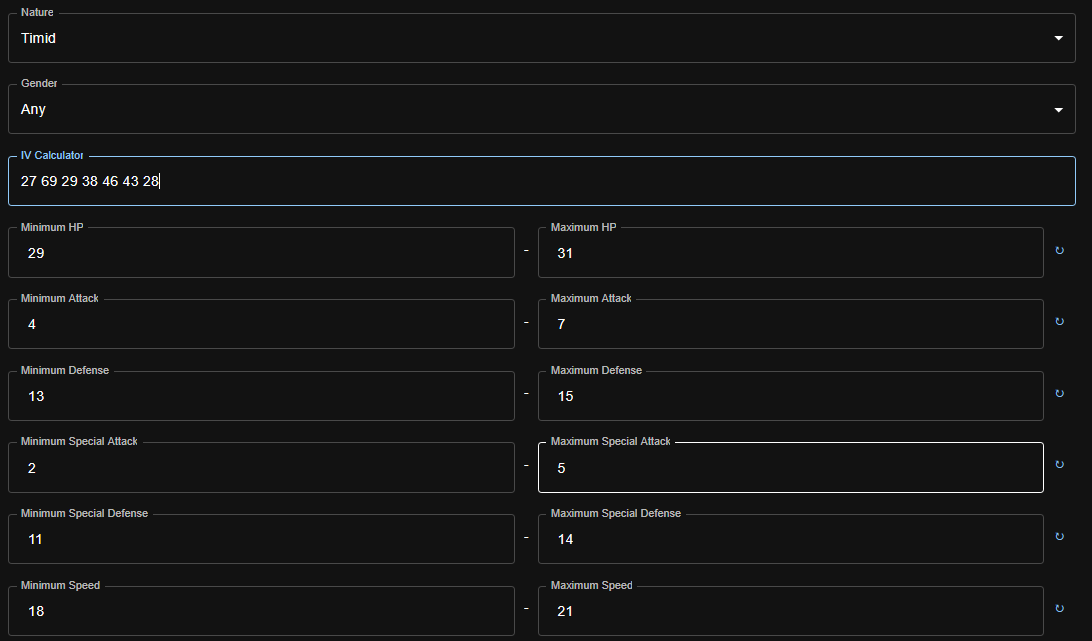 Nature
Timid
Gender
Any
IV Calculator
27 69 29 38 46 43 28
Minimum HP
29
-
Maximum HP
31
↻
Minimum Attack
4
-
Maximum Attack
7
↻
Minimum Defense
13
-
Maximum Defense
15
↻
Minimum Special Attack
2
-
Maximum Special Attack
5
↻
Minimum Special Defense
11
-
Maximum Special Defense
14
↻
Minimum Speed
18
-
Maximum Speed
21
↻